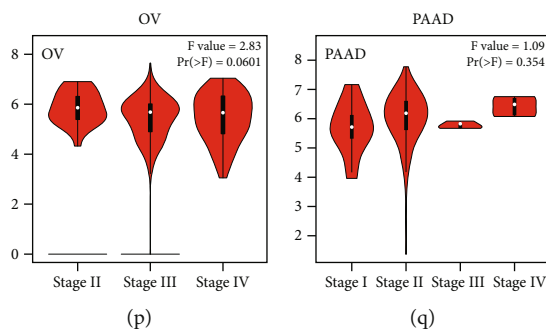 OV
OV
F value = 2.83
Pr(>F) = 0.0601
8
6
4
2
0
Stage II Stage III Stage IV
(p)
PAAD
PAAD
F value = 1.09
Pr(>F) = 0.354
8
7
6
5
4
3
2
Stage I Stage II Stage III Stage IV
(q)